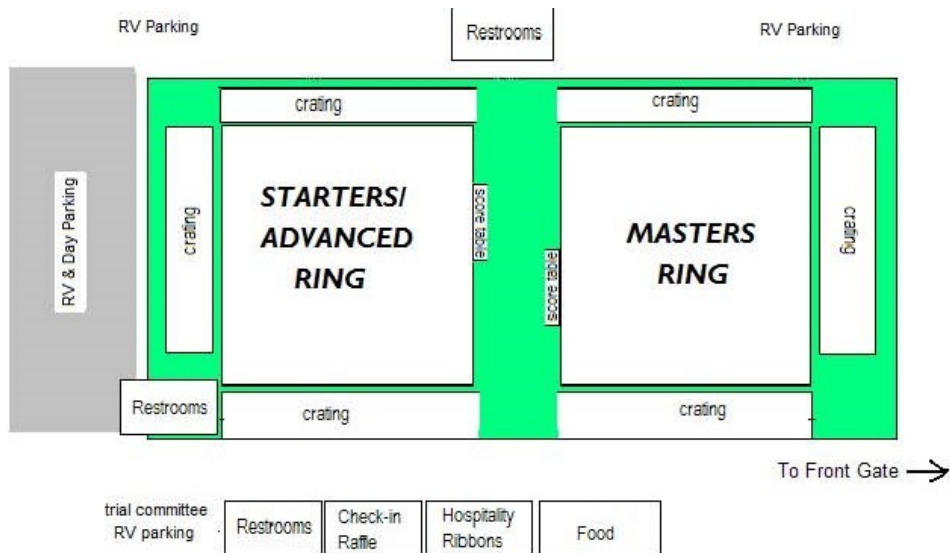 RV Parking
Restrooms
RV Parking
crating
crating
RV & Day Parking
crating
STARTERS/
ADVANCED
RING
score table
score table
MASTERS
RING
crating
Restrooms
crating
crating
To Front Gate
trial committee
RV parking
Restrooms
Check-in
Raffle
Hospitality
Ribbons
Food